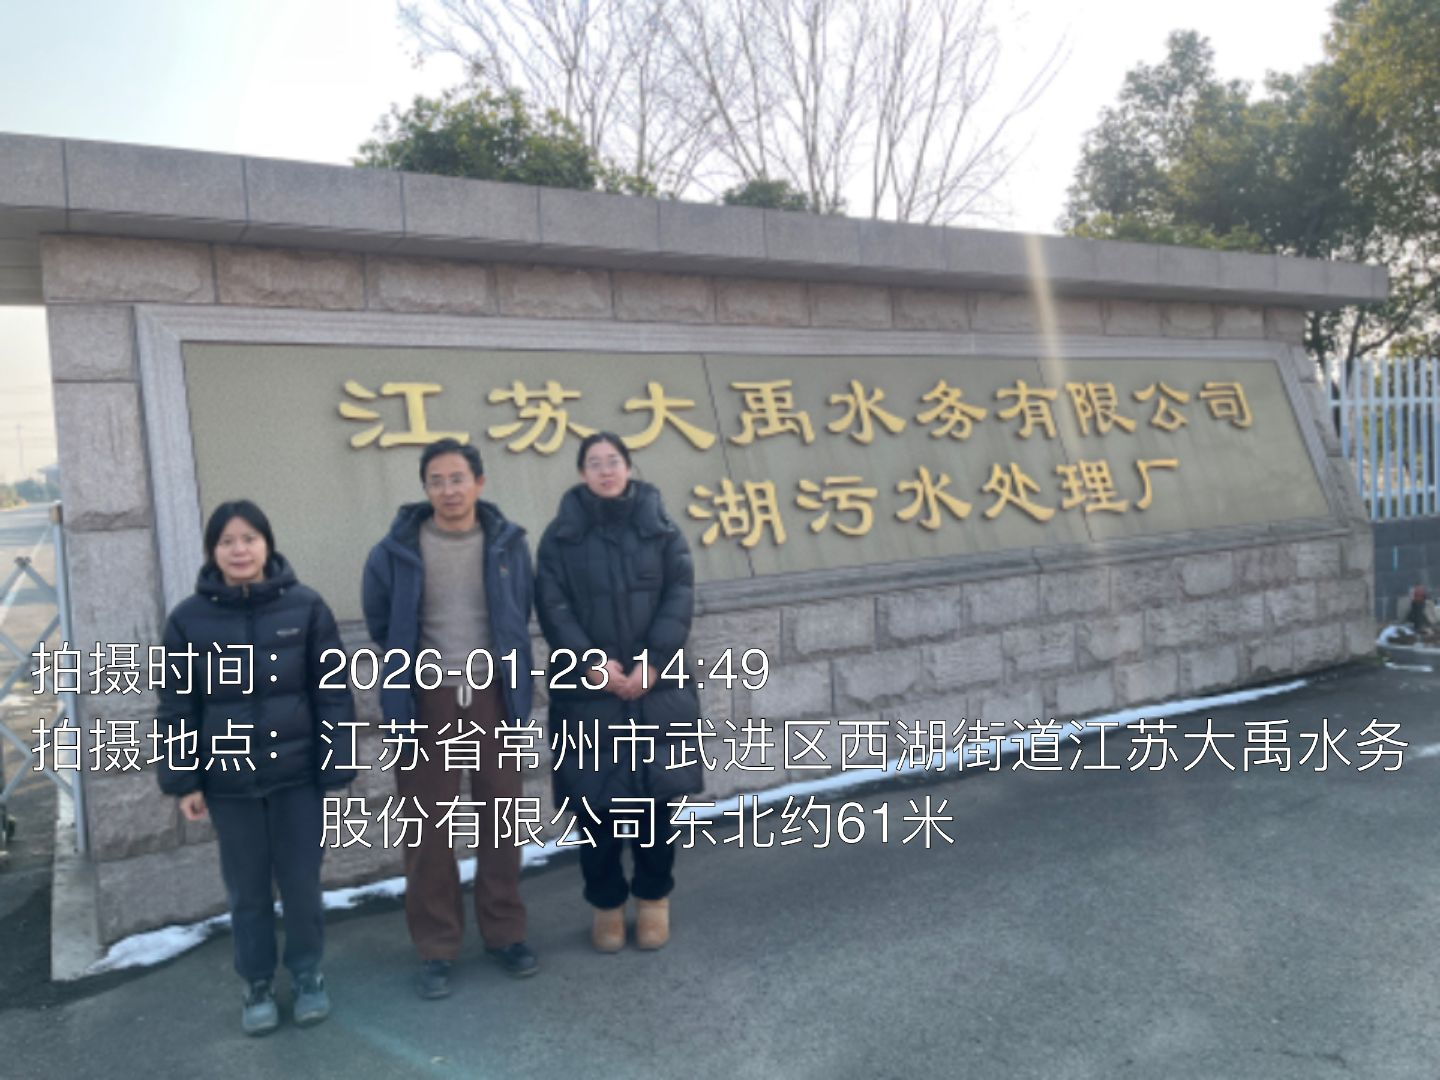 江苏大禹水务有限公司
湖污水处理厂
拍摄时间：2026-01-23 14:49
拍摄地点：江苏省常州市武进区西湖街道江苏大禹水务
股份有限公司东北约61米